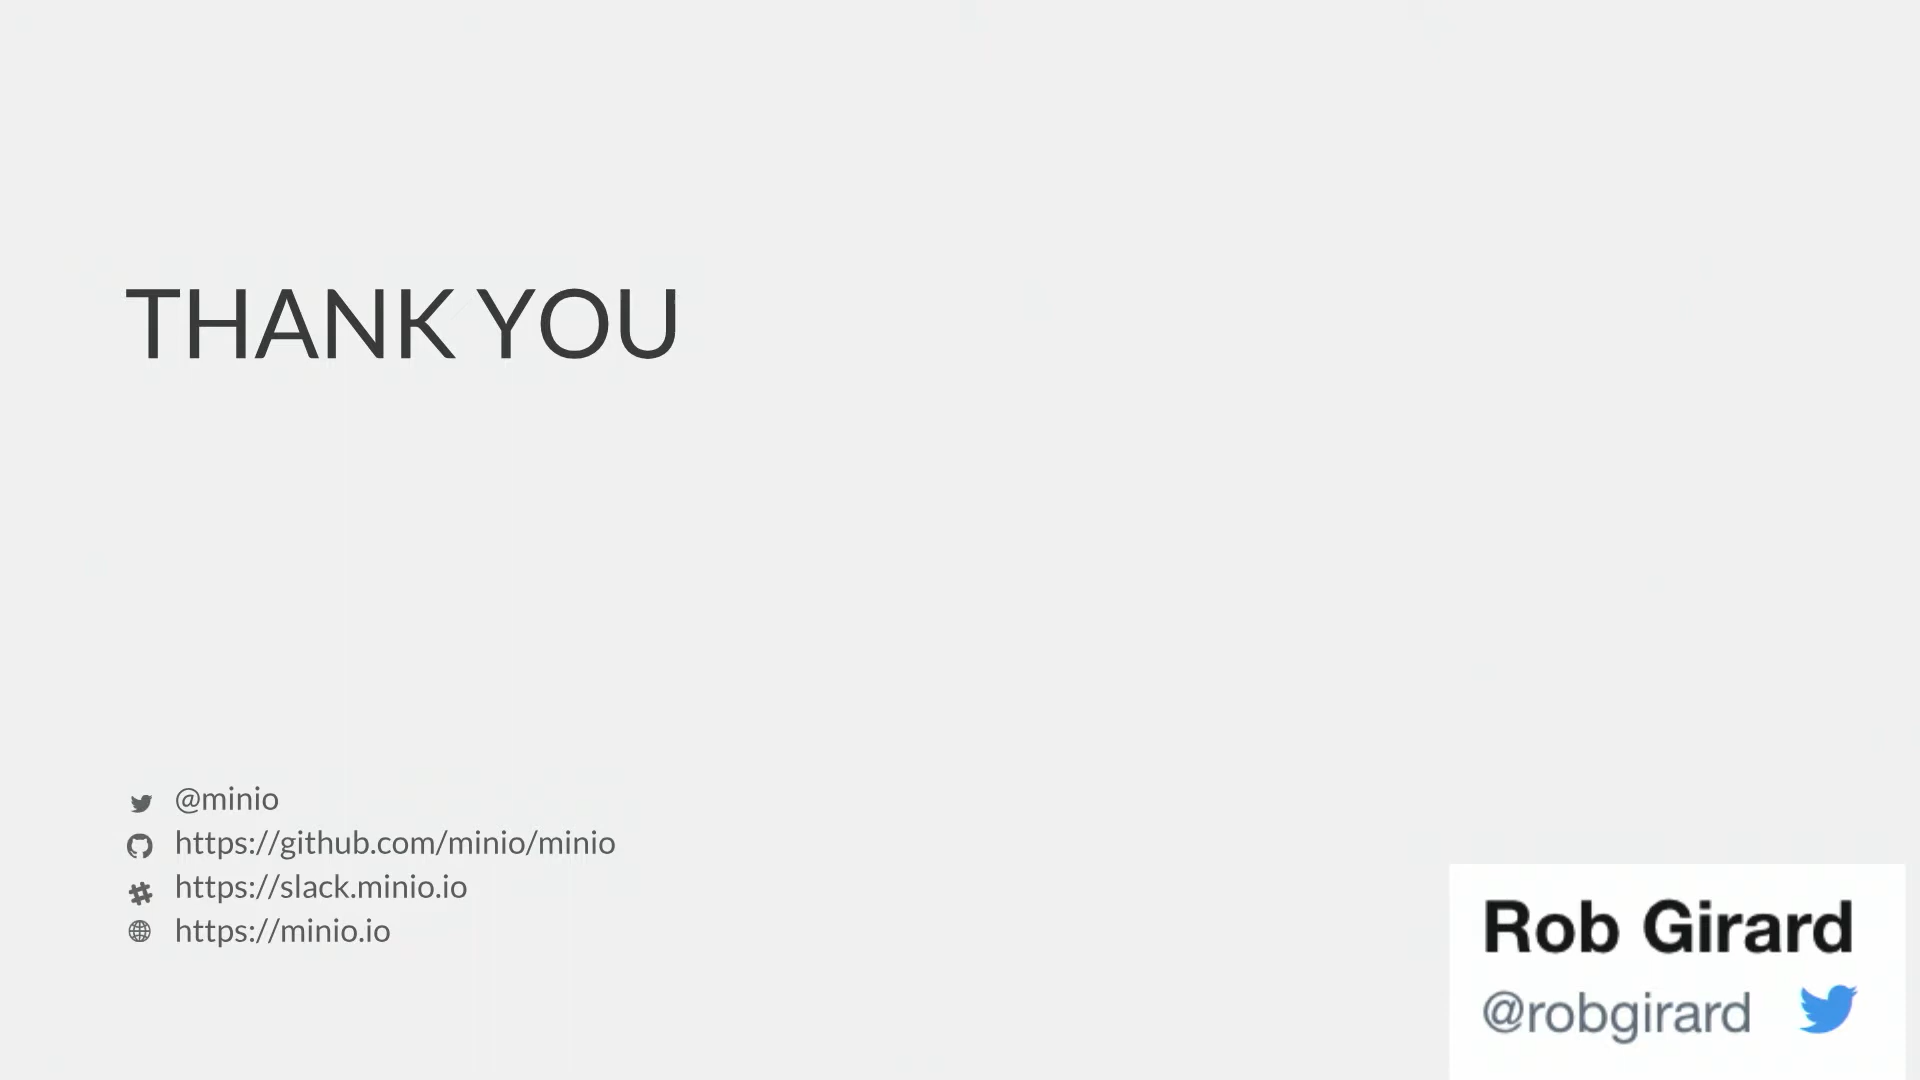 THANK YOU
@minio
https://github.com/minio/minio
https://slack.minio.io
https://minio.io
Rob Girard
@robgirard